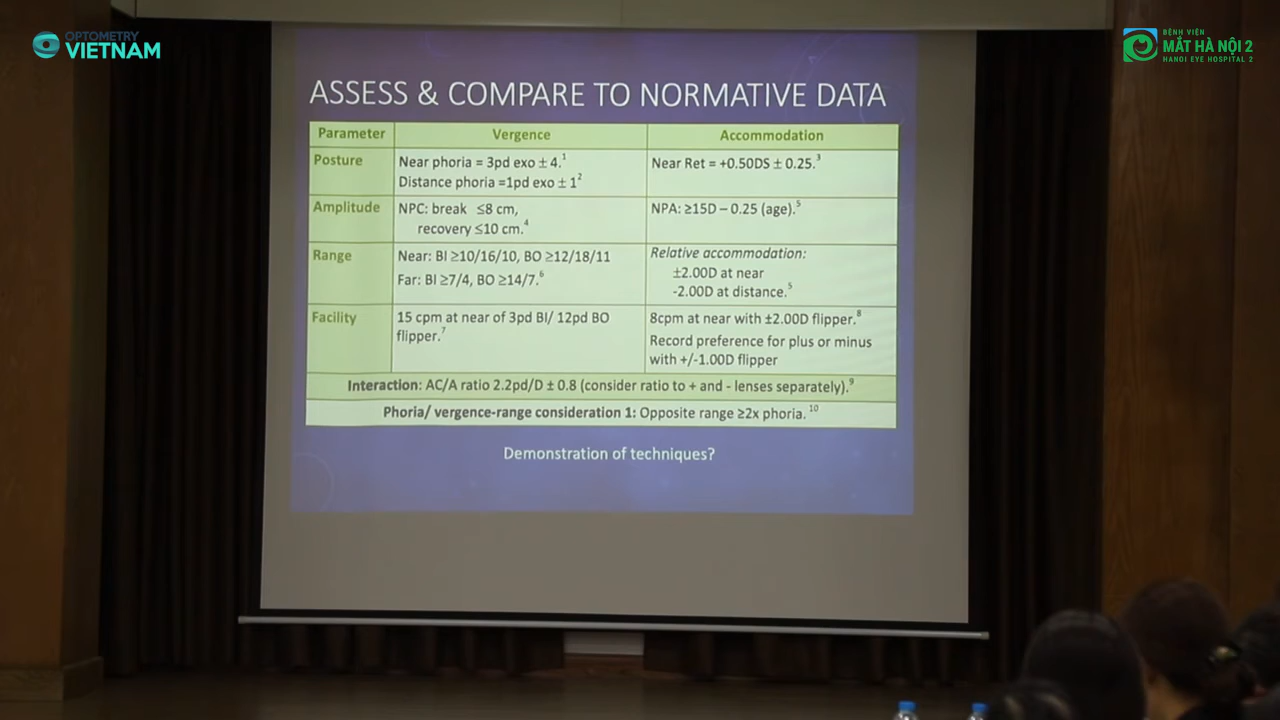 OPTOMETRY
VIETNAM
BỆNH VIỆN
MẮT HÀ NỘI 2
HANOI EYE HOSPITAL 2
ASSESS & COMPARE TO NORMATIVE DATA
Parameter Vergence Accommodation
Posture
Near phoria = 3pd exo ± 4.¹
Distance phoria =1pd exo ± 1²
Near Ret = +0.50DS ± 0.25.³
Amplitude
NPC: break ≤8 cm,
recovery ≤10 cm.⁴
NPA: ≥15D – 0.25 (age).⁵
Range
Near: BI ≥10/16/10, BO ≥12/18/11
Far: BI ≥7/4, BO ≥14/7.⁶
Relative accommodation:
±2.00D at near
-2.00D at distance.⁵
Facility
15 cpm at near of 3pd BI/ 12pd BO
flipper.⁷
8cpm at near with ±2.00D flipper.⁸
Record preference for plus or minus
with +/-1.00D flipper
Interaction: AC/A ratio 2.2pd/D ± 0.8 (consider ratio to + and - lenses separately).⁹
Phoria/ vergence-range consideration 1: Opposite range ≥2x phoria.¹⁰
Demonstration of techniques?